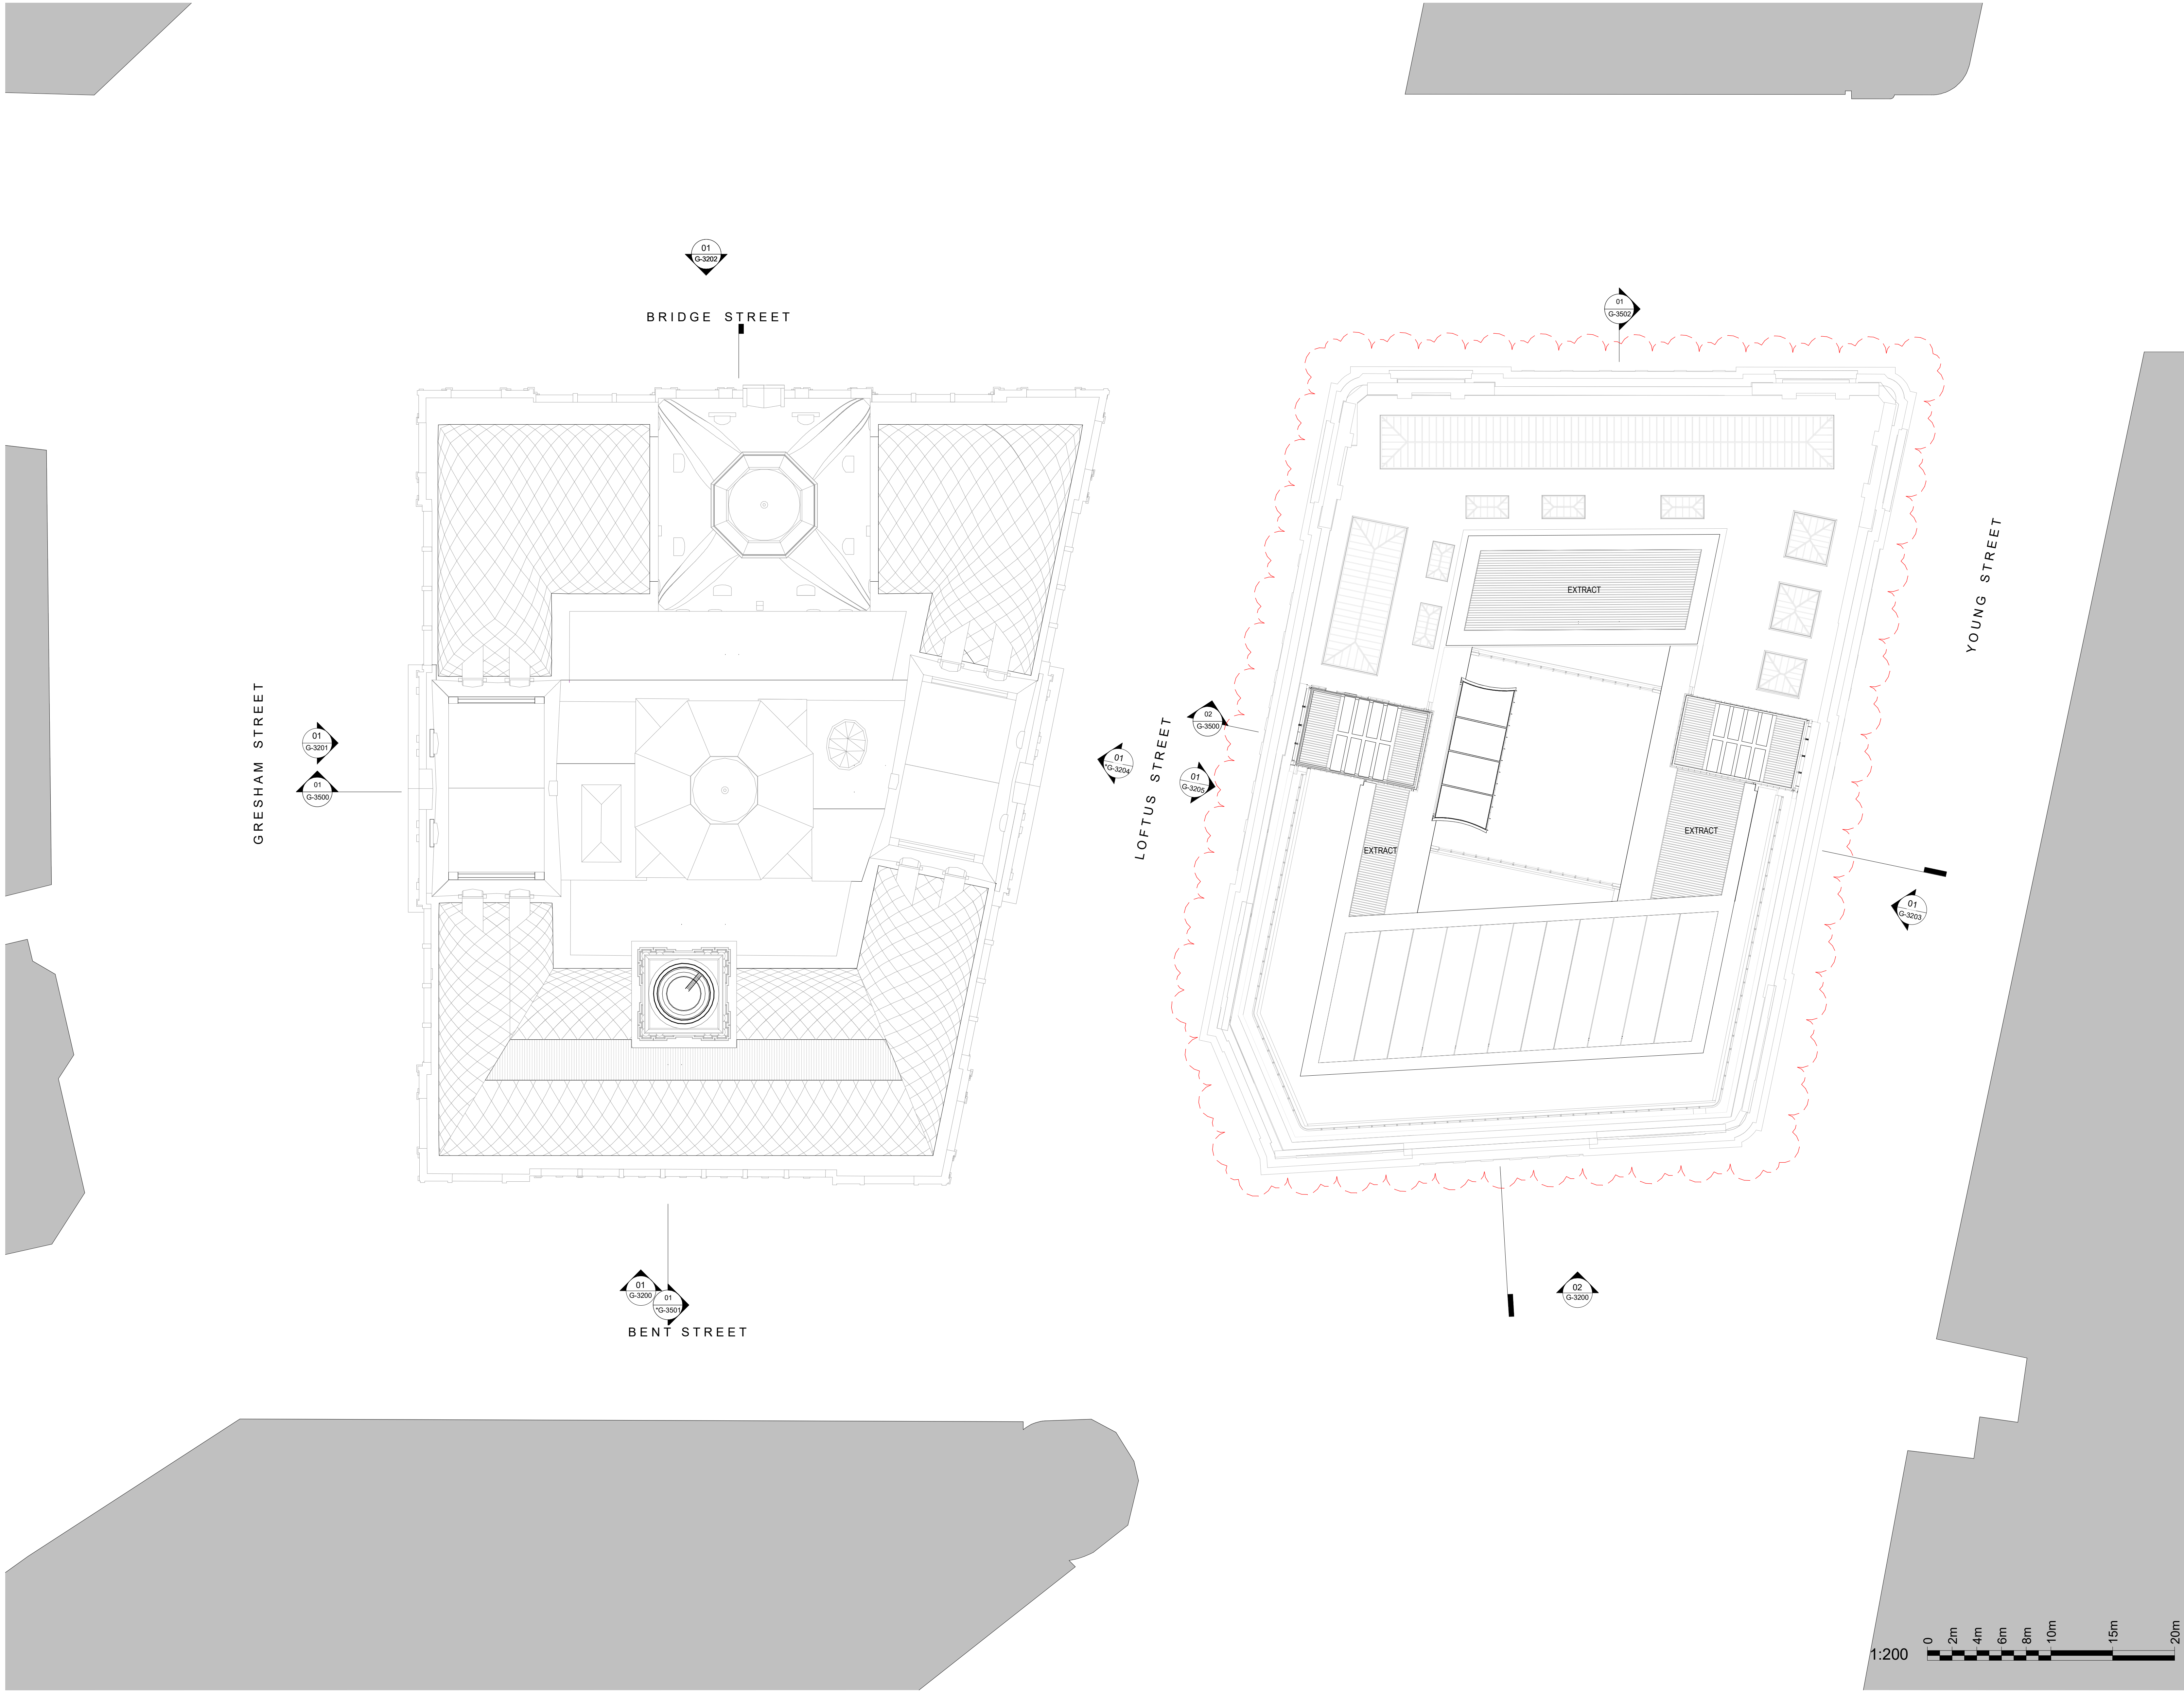 01
G-3202
BRIDGE STREET
01
G-3502
YOUNG STREET
EXTRACT
GRESHAM STREET
01
G-3201
01
G-3500
02
G-3500
LOFTUS STREET
01
*G-3204
01
G-3205
EXTRACT
EXTRACT
01
G-3203
01
G-3200
01
*G-3501
BENT STREET
02
G-3200
1:200
0
2m
4m
6m
8m
10m
15m
20m